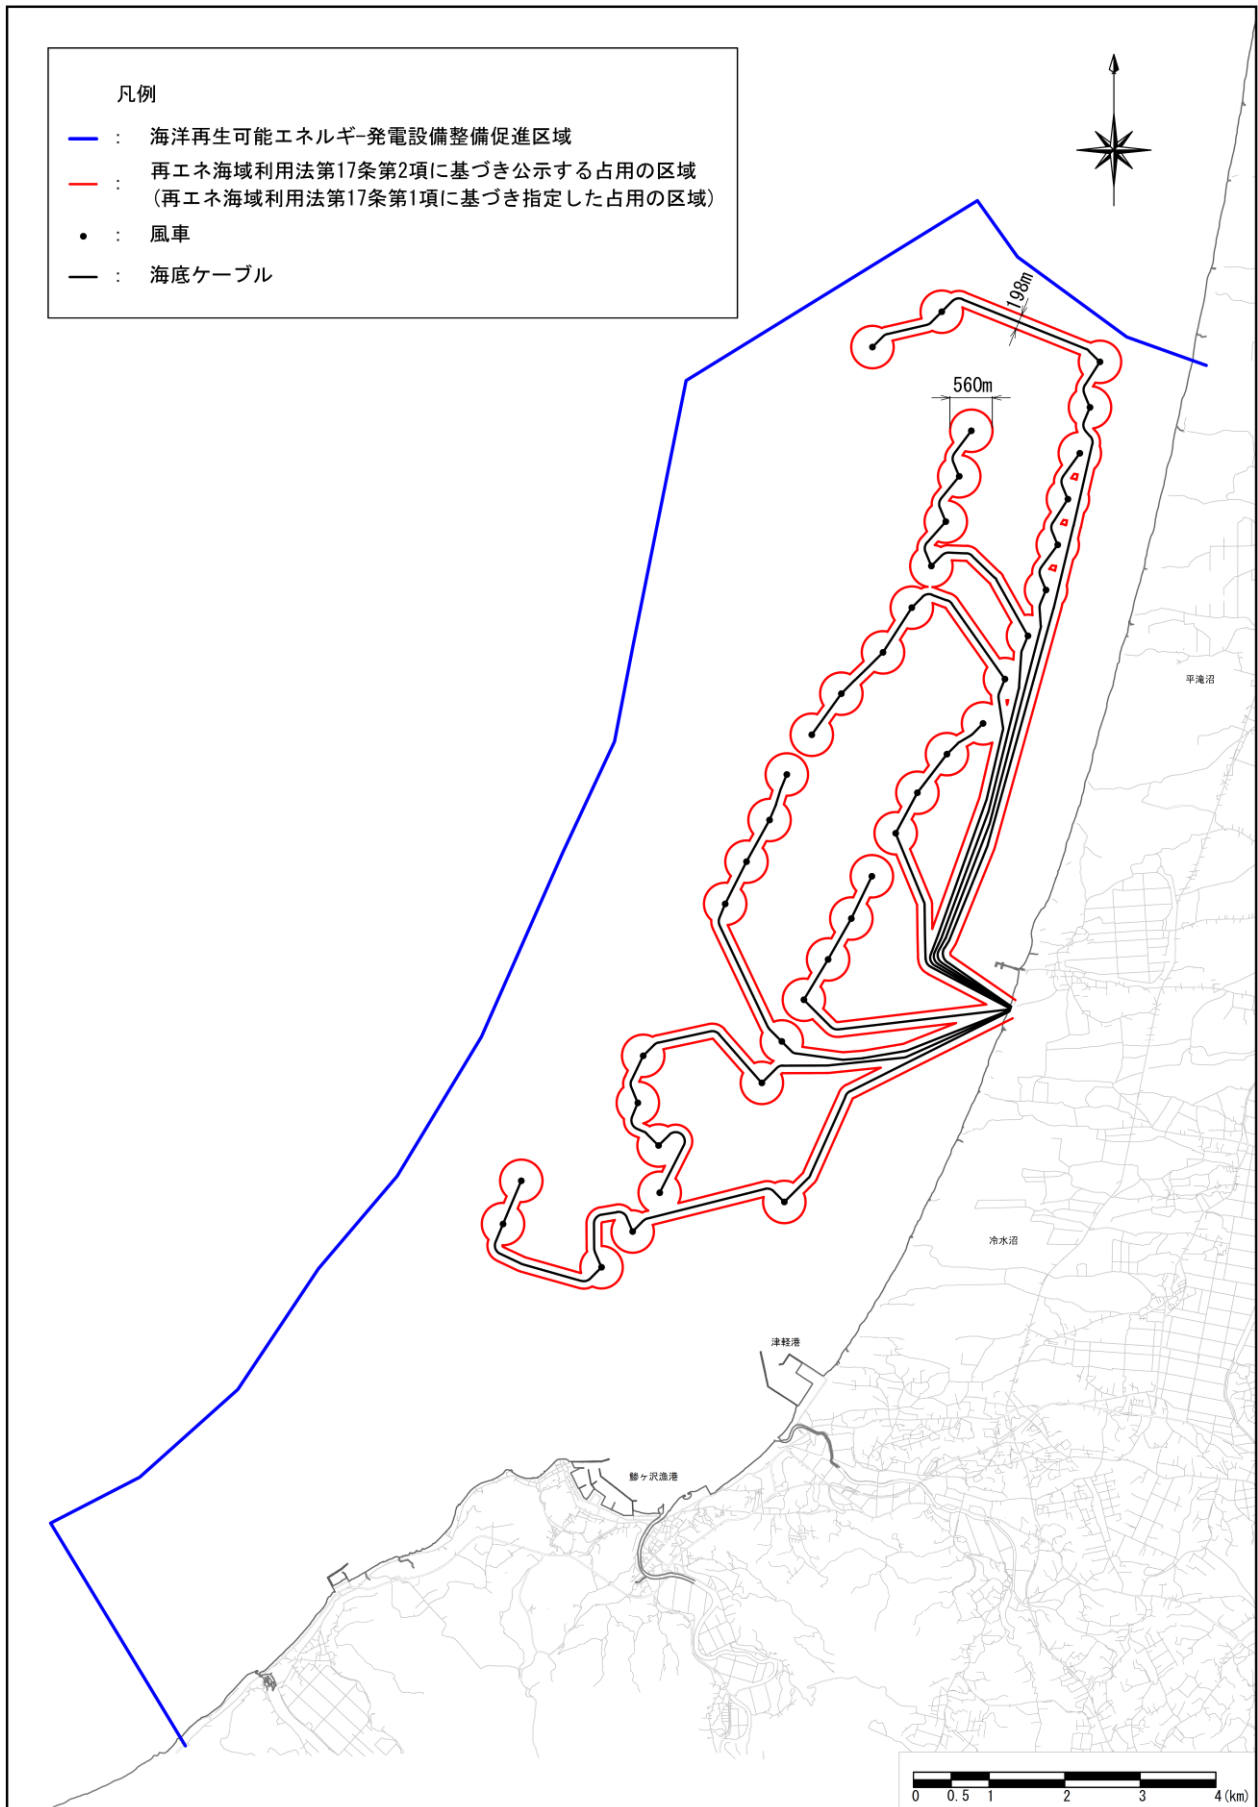 凡例
： 海洋再生可能エネルギｰ発電設備整備促進区域
： 再エネ海域利用法第17条第2項に基づき公示する占用の区域
(再エネ海域利用法第17条第1項に基づき指定した占用の区域)
： 風車
： 海底ケーブル
198m
560m
平滝沼
冷水沼
津軽港
鯵ヶ沢漁港
0 0.5 1 2 3 4(km)